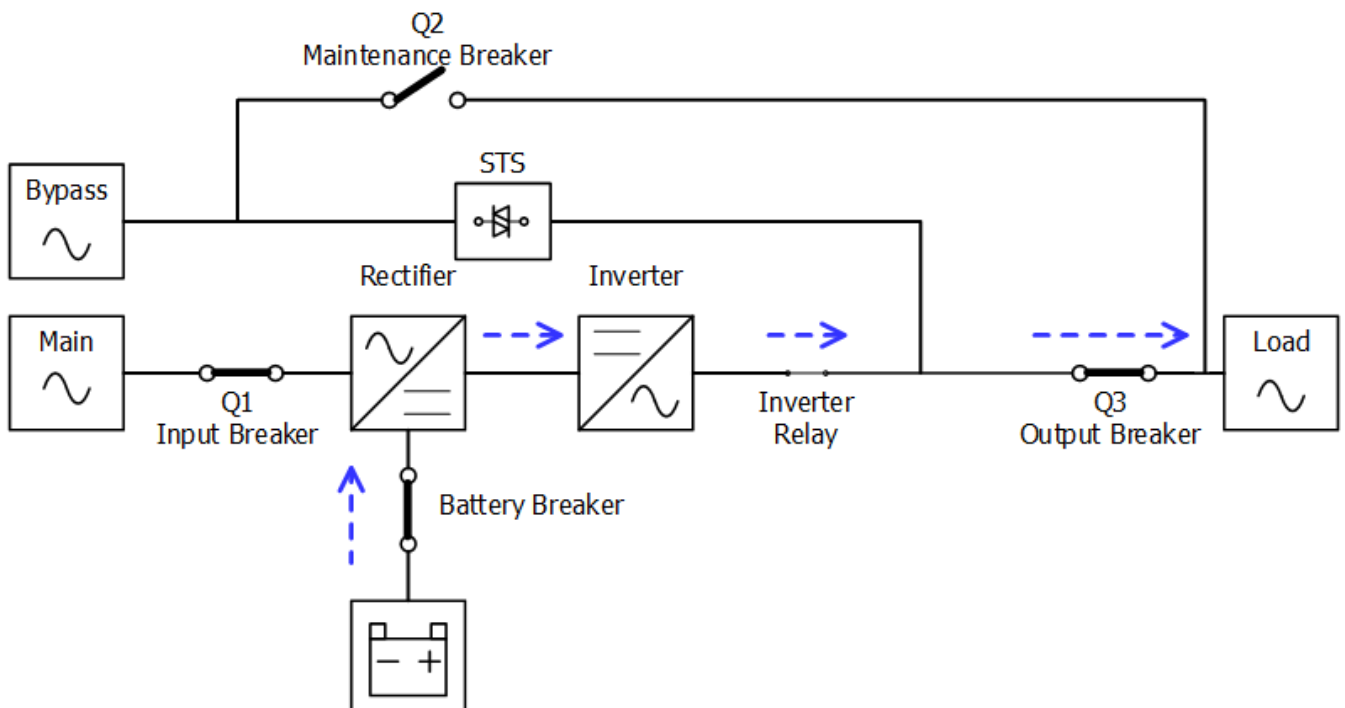 Q2
Maintenance Breaker
STS
Bypass
Rectifier
Inverter
Main
Load
Q1
Input Breaker
Inverter
Relay
Q3
Output Breaker
Battery Breaker
- +